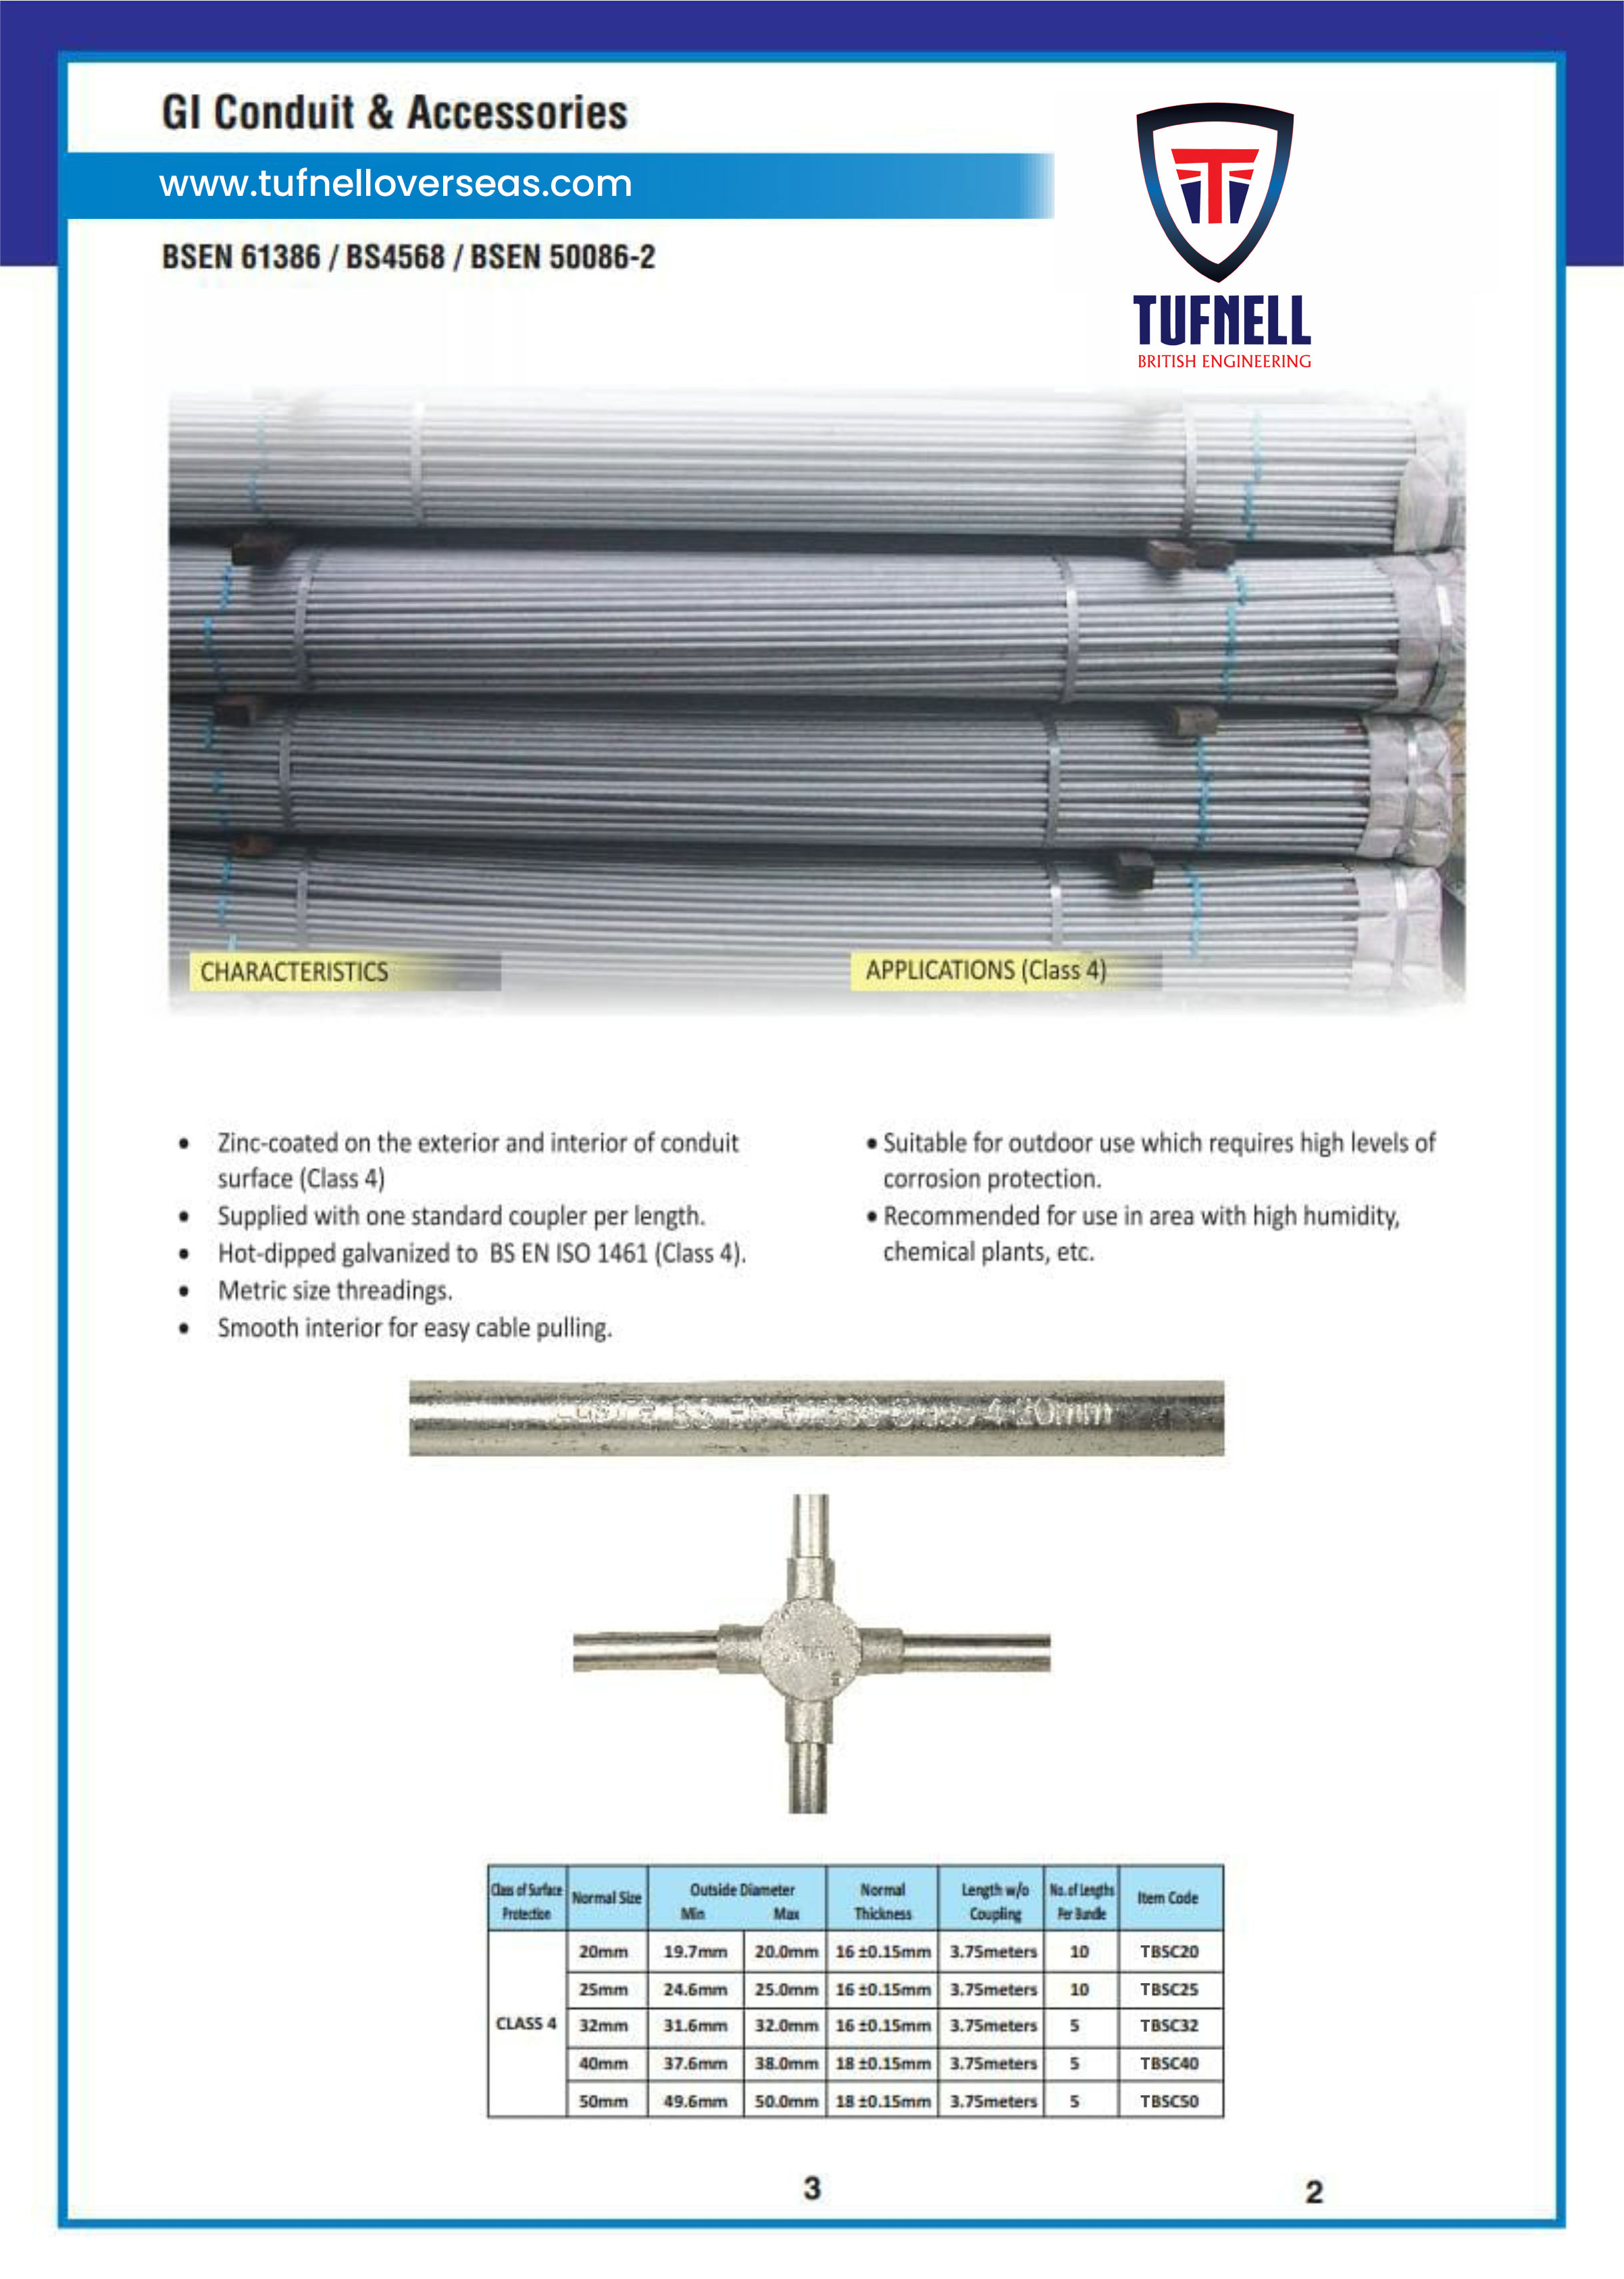 GI Conduit & Accessories
www.tufnelloverseas.com
BSEN 61386 / BS4568 / BSEN 50086-2
TUFNELL
BRITISH ENGINEERING
CHARACTERISTICS
APPLICATIONS (Class 4)
• Zinc-coated on the exterior and interior of conduit
surface (Class 4)
• Supplied with one standard coupler per length.
• Hot-dipped galvanized to BS EN ISO 1461 (Class 4).
• Metric size threadings.
• Smooth interior for easy cable pulling.
• Suitable for outdoor use which requires high levels of
corrosion protection.
• Recommended for use in area with high humidity,
chemical plants, etc.
BS EN Class 4 20mm
Class of Surface Protection Normal Size Outside Diameter Min Max Normal Thickness Length w/o Coupling No. of Lengths Per Bundle Item Code
CLASS 4
20mm 19.7mm 20.0mm 16 ±0.15mm 3.75meters 10 TBSC20
25mm 24.6mm 25.0mm 16 ±0.15mm 3.75meters 10 TBSC25
32mm 31.6mm 32.0mm 16 ±0.15mm 3.75meters 5 TBSC32
40mm 37.6mm 38.0mm 18 ±0.15mm 3.75meters 5 TBSC40
50mm 49.6mm 50.0mm 18 ±0.15mm 3.75meters 5 TBSC50
3
2